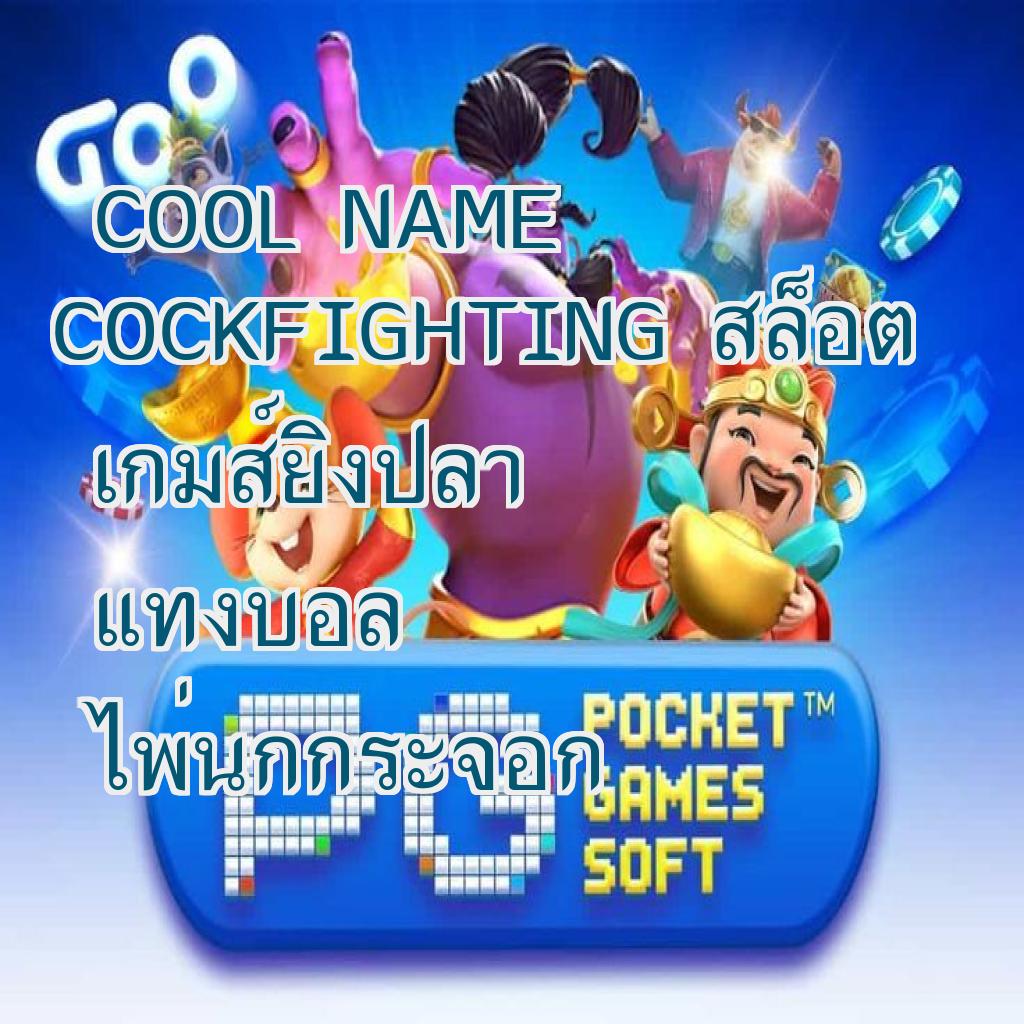 GOO
COOL NAME
COCKFIGHTING สล็อต
เกมส์ยิงปลา
แทงบอล
ไพ่นกกระจอก
PG
POCKET™
GAMES
SOFT